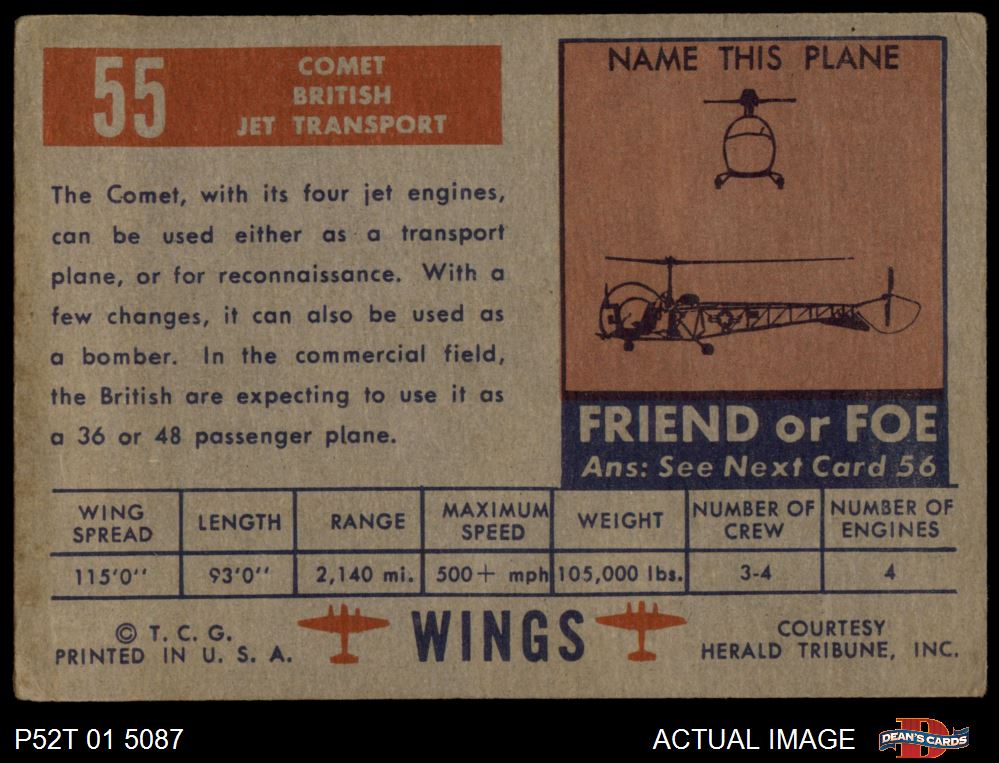 55
COMET
BRITISH
JET TRANSPORT
The Comet, with its four jet engines,
can be used either as a transport
plane, or for reconnaissance. With a
few changes, it can also be used as
a bomber. In the commercial field,
the British are expecting to use it as
a 36 or 48 passenger plane.
NAME THIS PLANE
FRIEND or FOE
Ans: See Next Card 56
WING SPREAD
LENGTH
RANGE
MAXIMUM SPEED
WEIGHT
NUMBER OF CREW
NUMBER OF ENGINES
115'0''
93'0''
2,140 mi.
500+ mph
105,000 lbs.
3-4
4
© T. C. G.
PRINTED IN U. S. A.
WINGS
COURTESY
HERALD TRIBUNE, INC.
P52T 01 5087
ACTUAL IMAGE
D
DEAN'S CARDS